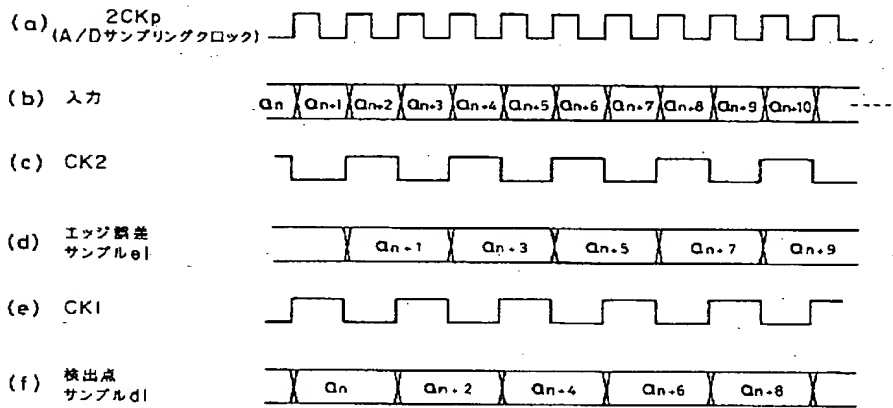 (a) 2CKp
(A/Dサンプリングクロック)
(b) 入力 an an+1 an+2 an+3 an+4 an+5 an+6 an+7 an+8 an+9 an+10
(c) CK2
(d) エッジ誤差
サンプルel an+1 an+3 an+5 an+7 an+9
(e) CK1
(f) 検出点
サンプルdl an an+2 an+4 an+6 an+8